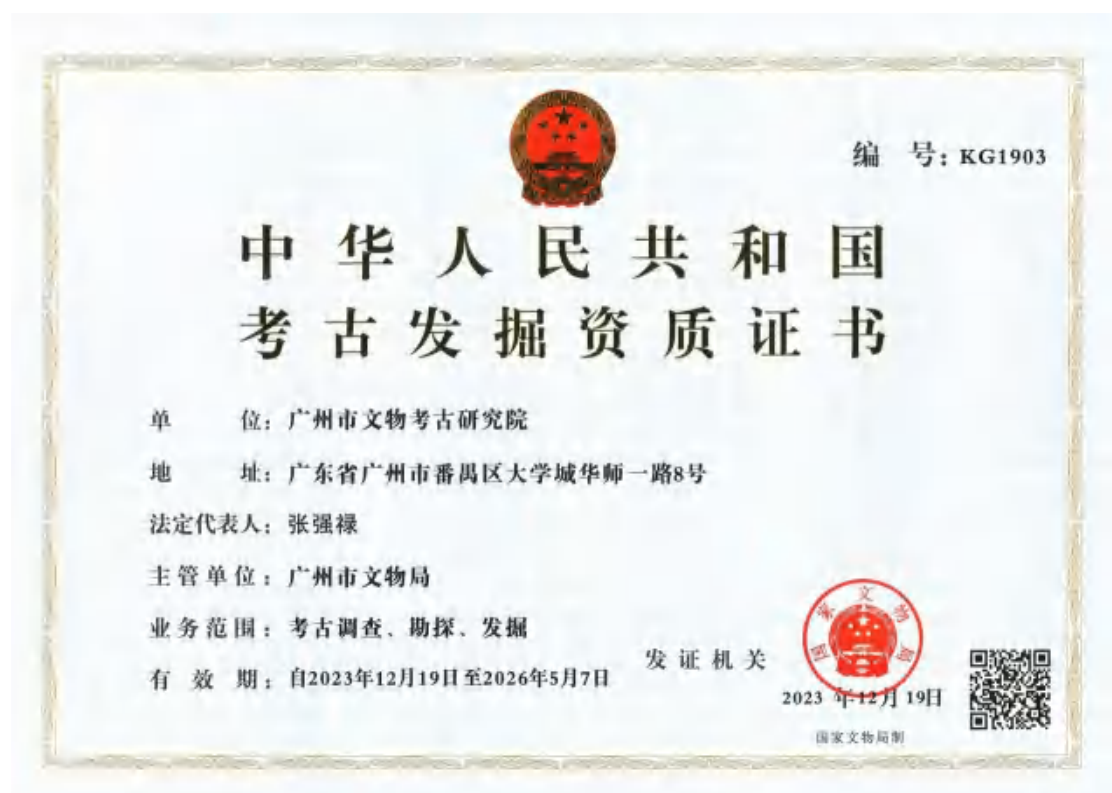 编 号：KG1903
中华人民共和国
考古发掘资质证书
单 位：广州市文物考古研究院
地 址：广东省广州市番禺区大学城华师一路8号
法定代表人：张强禄
主管单位：广州市文物局
业务范围：考古调查、勘探、发掘
有 效 期：自2023年12月19日至2026年5月7日
发证机关
国家文物局
2023 年12月 19日
国家文物局制